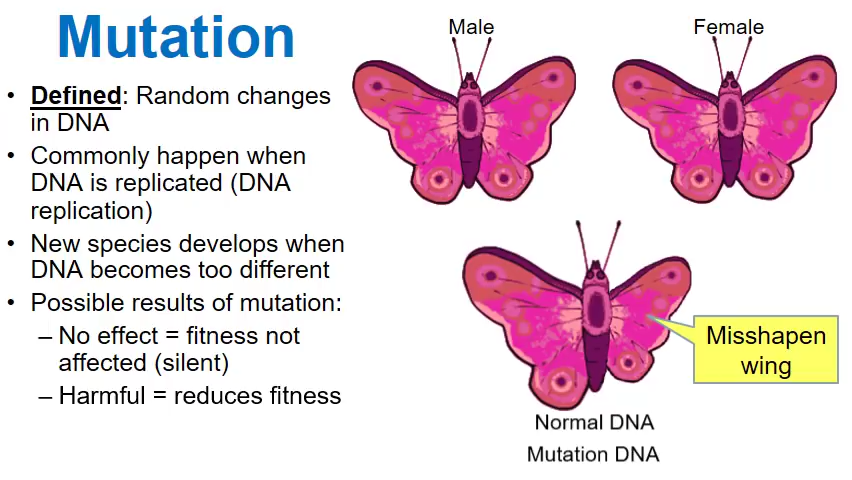 Mutation
• Defined: Random changes
in DNA
• Commonly happen when
DNA is replicated (DNA
replication)
• New species develops when
DNA becomes too different
• Possible results of mutation:
– No effect = fitness not
affected (silent)
– Harmful = reduces fitness
Male
Female
Misshapen
wing
Normal DNA
Mutation DNA